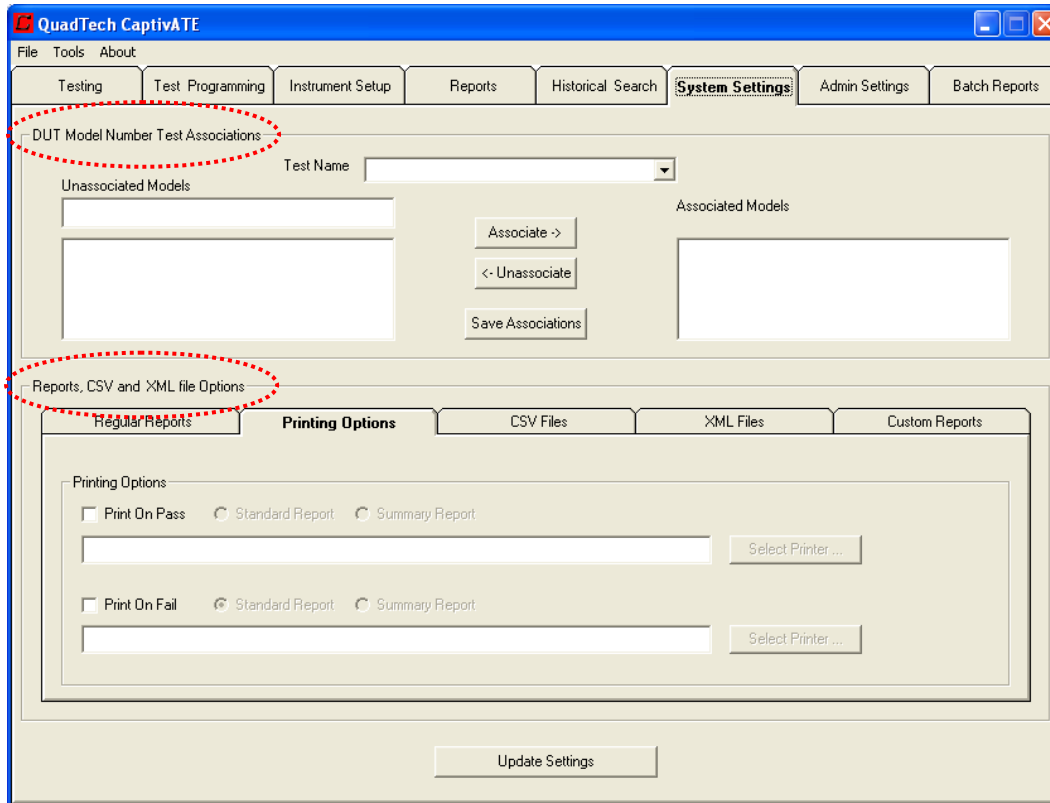 QuadTech CaptivATE
File Tools About
Testing Test Programming Instrument Setup Reports Historical Search System Settings Admin Settings Batch Reports
DUT Model Number Test Associations
Test Name
Unassociated Models
Associated Models
Associate ->
<- Unassociate
Save Associations
Reports, CSV and XML file Options
Regular Reports Printing Options CSV Files XML Files Custom Reports
Printing Options
Print On Pass Standard Report Summary Report
Select Printer ...
Print On Fail Standard Report Summary Report
Select Printer ...
Update Settings